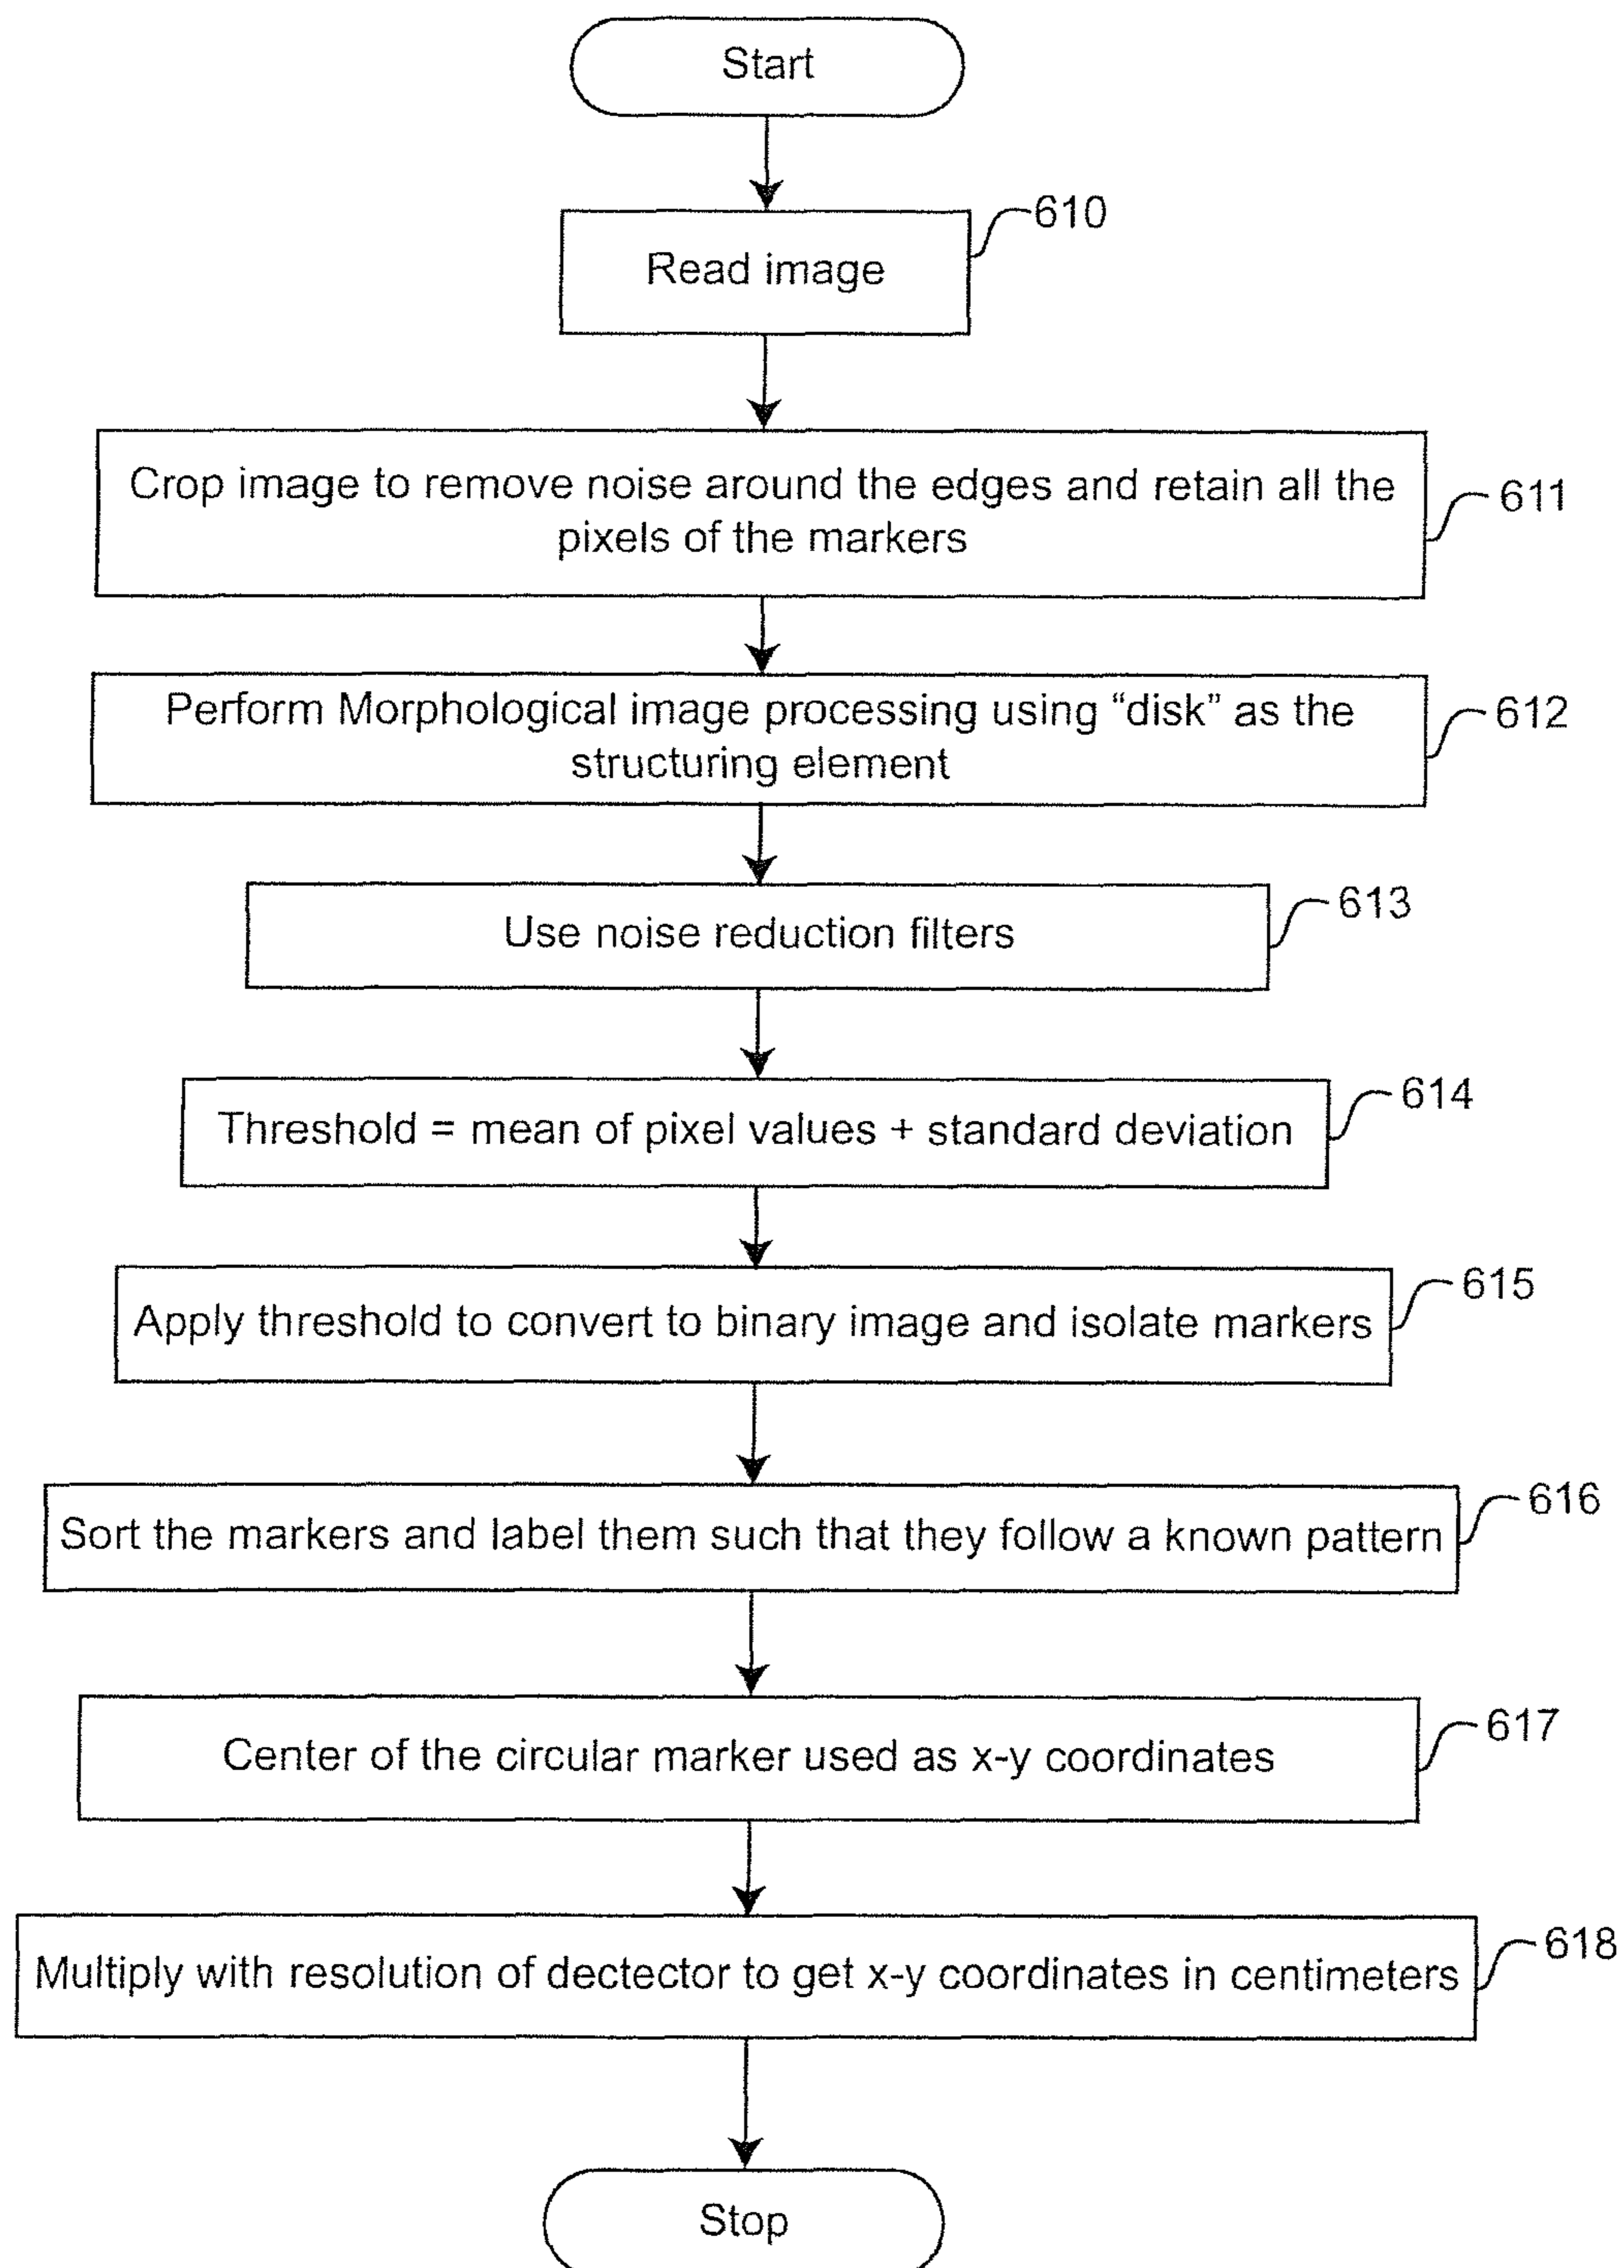 Start
610
Read image
Crop image to remove noise around the edges and retain all the
pixels of the markers
611
Perform Morphological image processing using “disk” as the
structuring element
612
Use noise reduction filters
613
Threshold = mean of pixel values + standard deviation
614
Apply threshold to convert to binary image and isolate markers
615
Sort the markers and label them such that they follow a known pattern
616
Center of the circular marker used as x-y coordinates
617
Multiply with resolution of dectector to get x-y coordinates in centimeters
618
Stop